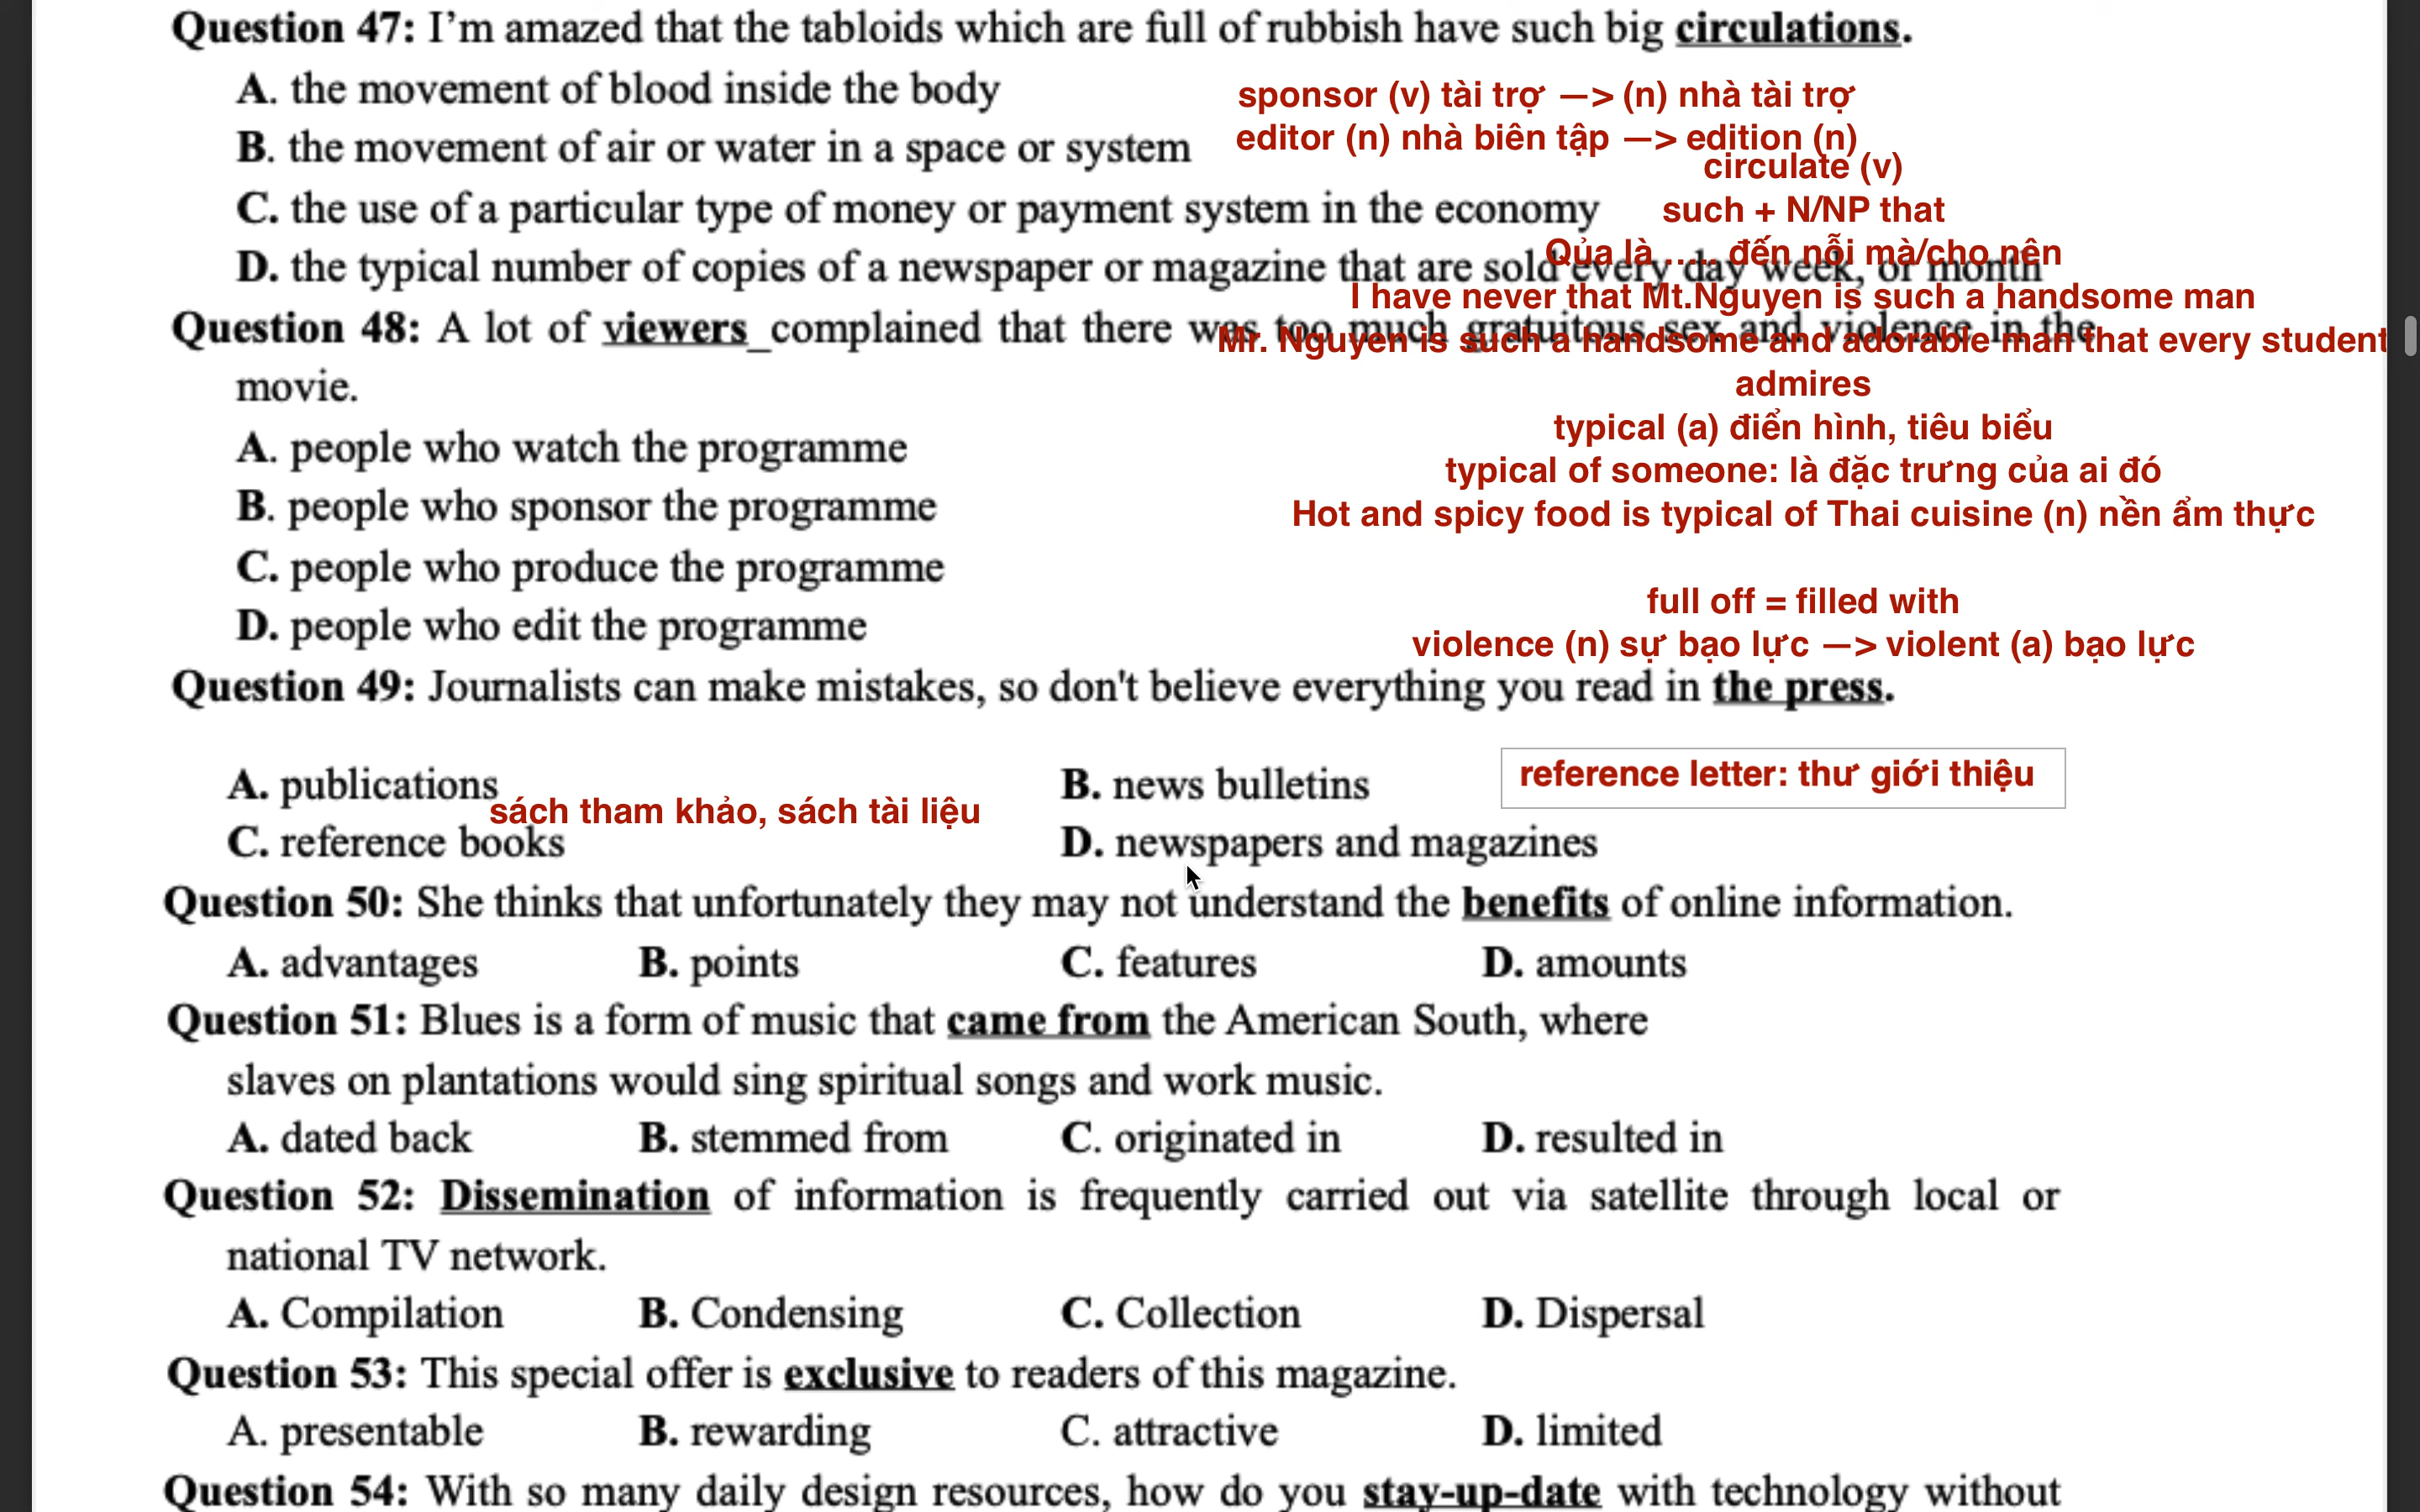 Question 47: I'm amazed that the tabloids which are full of rubbish have such big circulations.
A. the movement of blood inside the body
sponsor (v) tài trợ —> (n) nhà tài trợ
B. the movement of air or water in a space or system
editor (n) nhà biên tập —> edition (n)
circulate (v)
C. the use of a particular type of money or payment system in the economy
such + N/NP that
D. the typical number of copies of a newspaper or magazine that are sold every day week, or month
Qủa là ..... đến nỗi mà/cho nên
I have never that Mt.Nguyen is such a handsome man
Question 48: A lot of viewers_complained that there was too much gratuitous sex and violence in the
Mr. Nguyen is such a handsome and adorable man that every student
movie.
admires
typical (a) điển hình, tiêu biểu
A. people who watch the programme
typical of someone: là đặc trưng của ai đó
B. people who sponsor the programme
Hot and spicy food is typical of Thai cuisine (n) nền ẩm thực
C. people who produce the programme
full off = filled with
D. people who edit the programme
violence (n) sự bạo lực —> violent (a) bạo lực
Question 49: Journalists can make mistakes, so don't believe everything you read in the press.
A. publications B. news bulletins
reference letter: thư giới thiệu
sách tham khảo, sách tài liệu
C. reference books D. newspapers and magazines
Question 50: She thinks that unfortunately they may not understand the benefits of online information.
A. advantages B. points C. features D. amounts
Question 51: Blues is a form of music that came from the American South, where
slaves on plantations would sing spiritual songs and work music.
A. dated back B. stemmed from C. originated in D. resulted in
Question 52: Dissemination of information is frequently carried out via satellite through local or
national TV network.
A. Compilation B. Condensing C. Collection D. Dispersal
Question 53: This special offer is exclusive to readers of this magazine.
A. presentable B. rewarding C. attractive D. limited
Question 54: With so many daily design resources, how do you stay-up-date with technology without